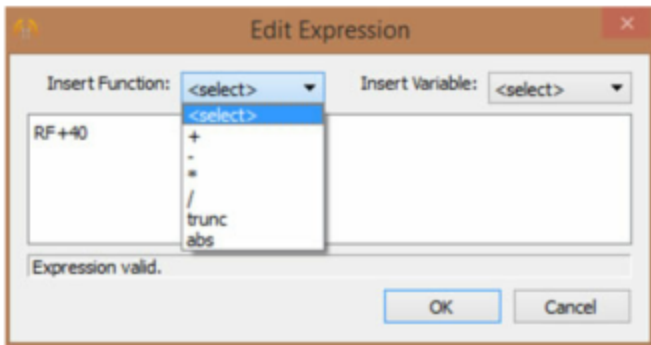 Edit Expression
Insert Function: <select> Insert Variable: <select>
<select>
RF+40
+
-
*
/
trunc
abs
Expression valid.
OK Cancel